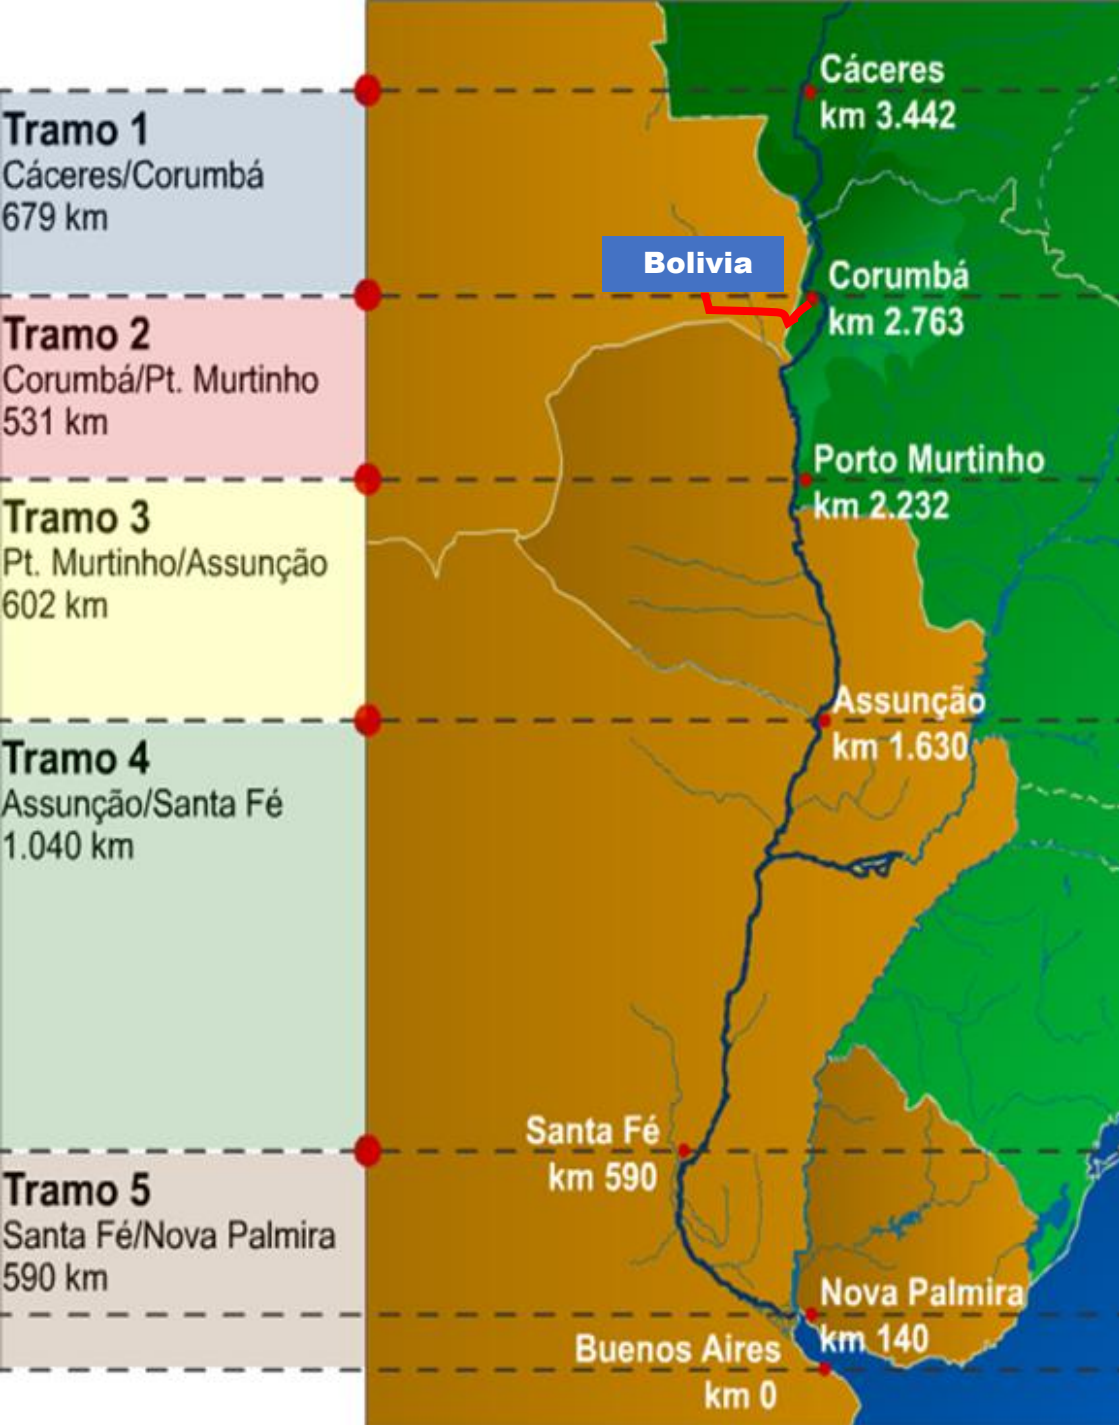 Tramo 1
Cáceres/Corumbá
679 km
Tramo 2
Corumbá/Pt. Murtinho
531 km
Tramo 3
Pt. Murtinho/Assunção
602 km
Tramo 4
Assunção/Santa Fé
1.040 km
Tramo 5
Santa Fé/Nova Palmira
590 km
Cáceres
km 3.442
Bolivia
Corumbá
km 2.763
Porto Murtinho
km 2.232
Assunção
km 1.630
Santa Fé
km 590
Nova Palmira
km 140
Buenos Aires
km 0